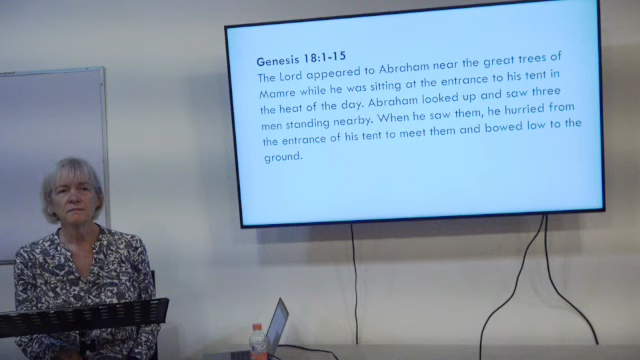 Genesis 18:1-15
The Lord appeared to Abraham near the great trees of
Mamre while he was sitting at the entrance to his tent in
the heat of the day. Abraham looked up and saw three
men standing nearby. When he saw them, he hurried from
the entrance of his tent to meet them and bowed low to the
ground.